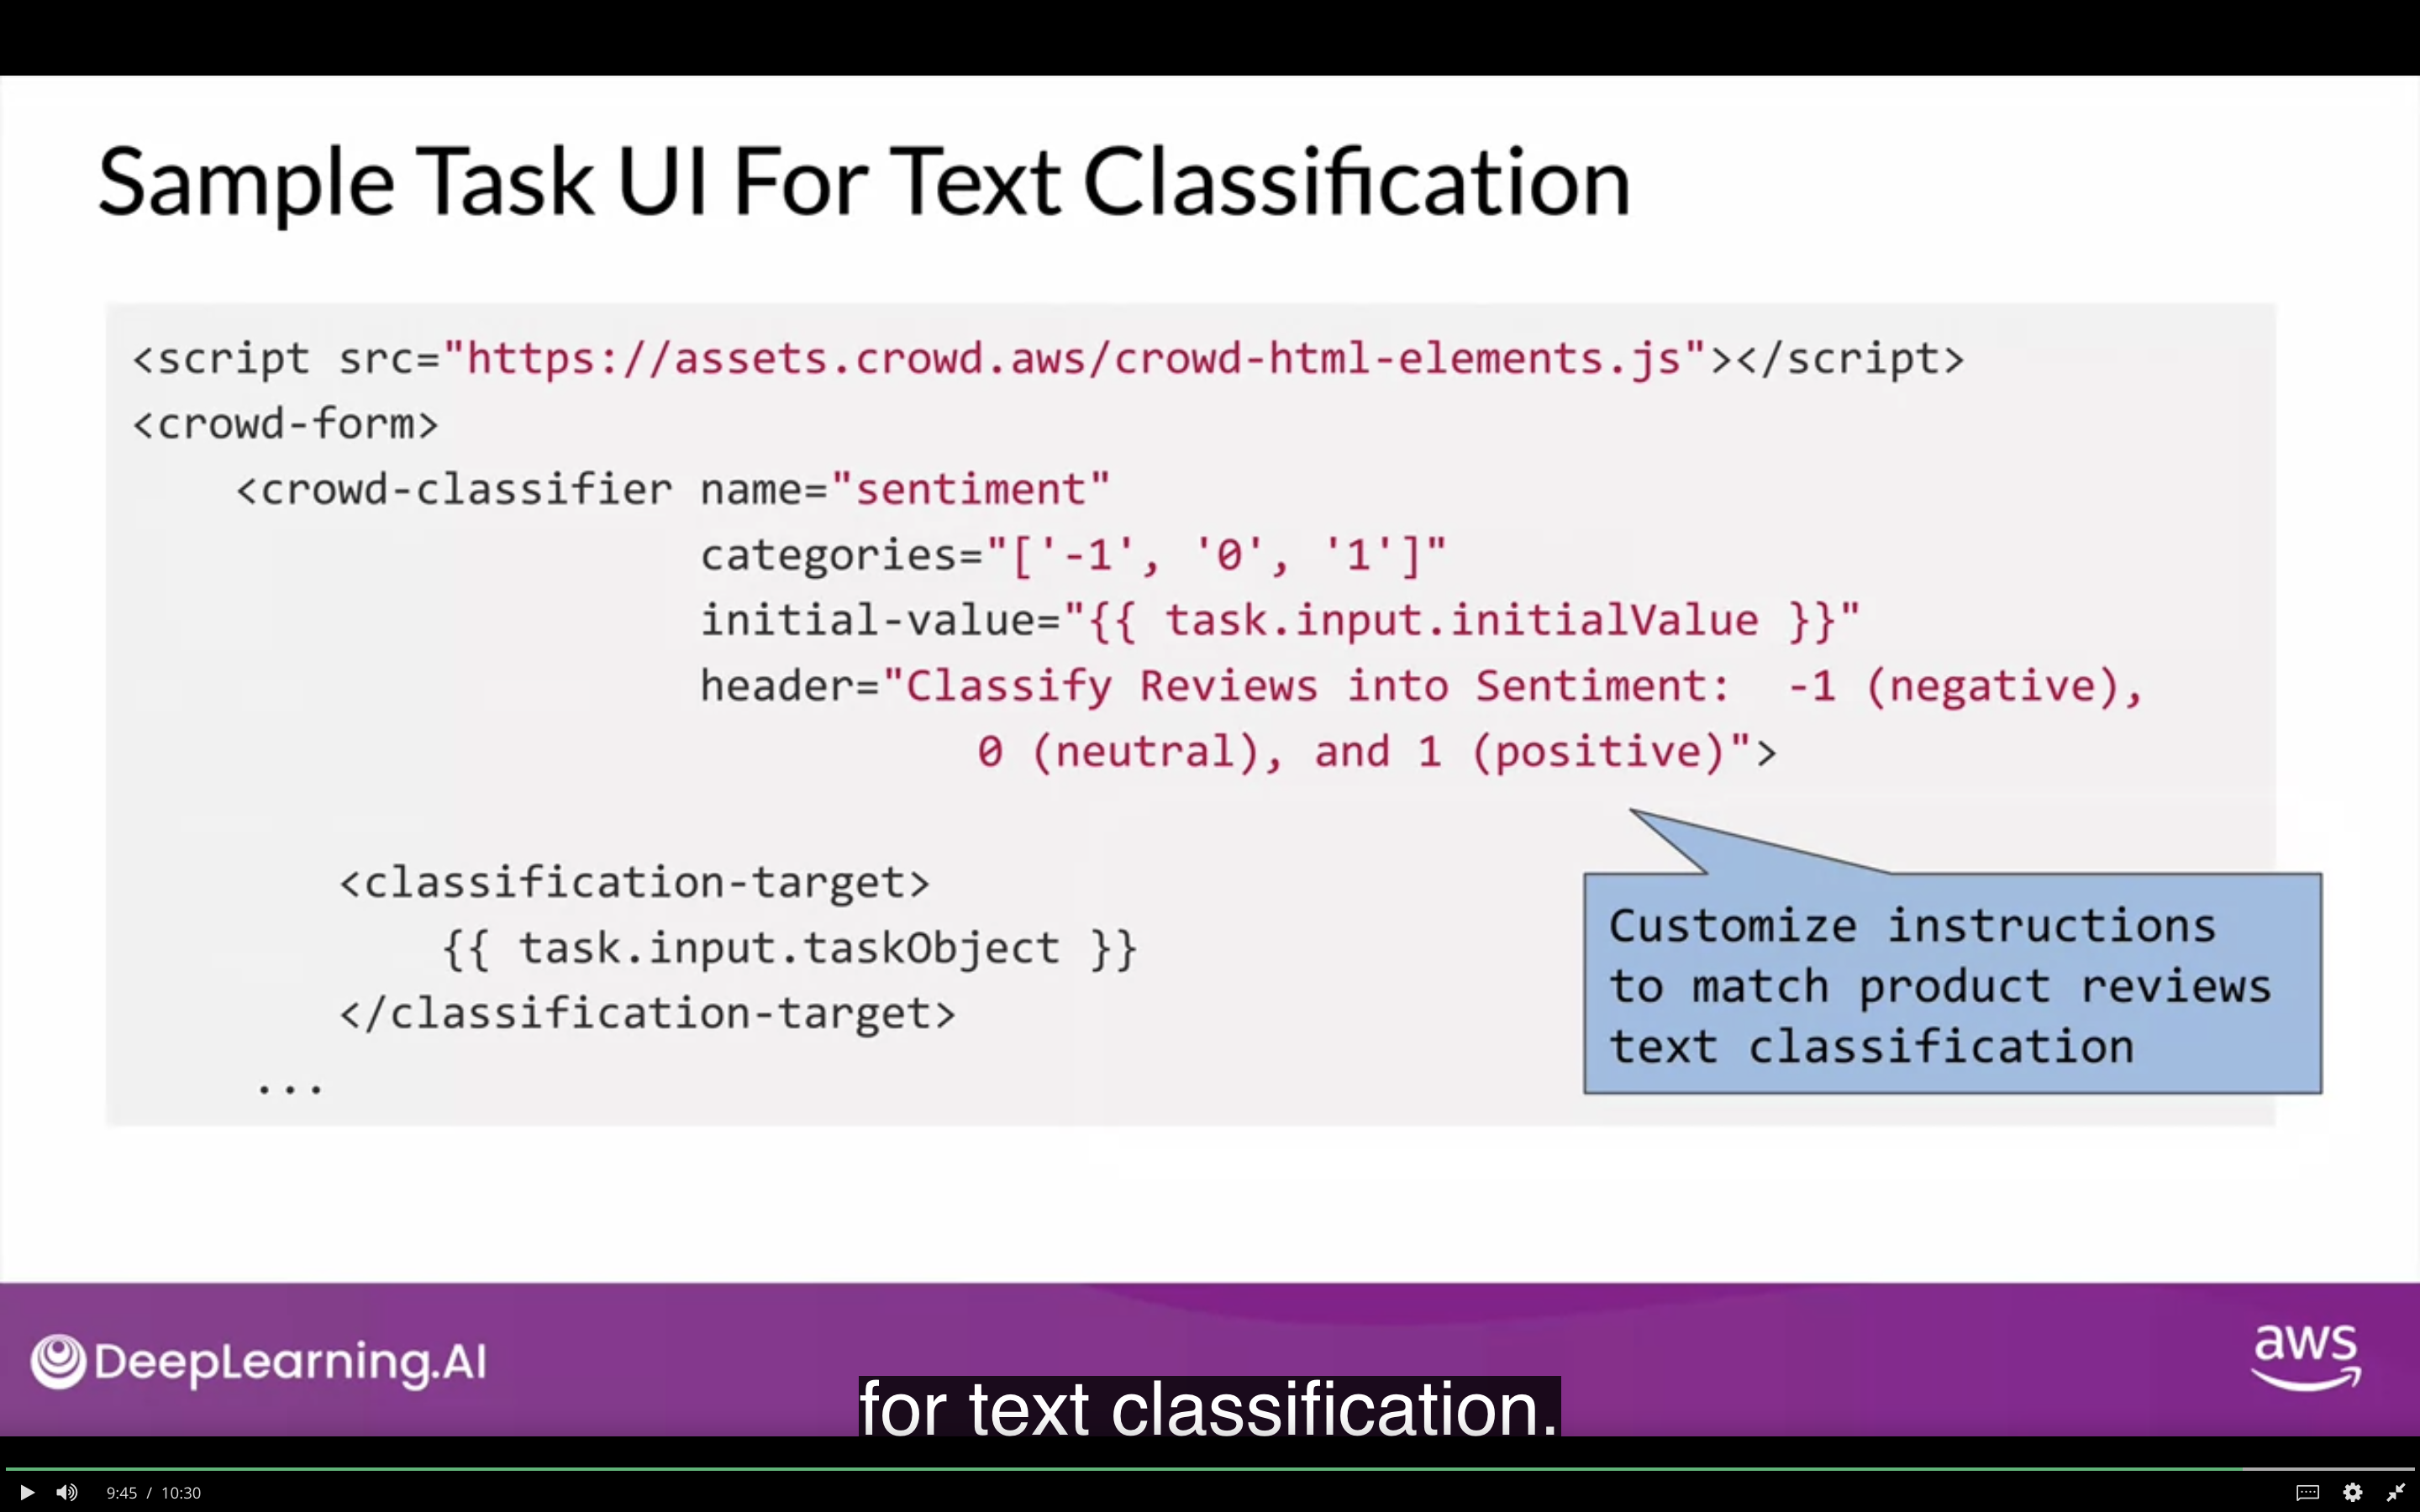 Sample Task UI For Text Classification
<script src="https://assets.crowd.aws/crowd-html-elements.js"></script>
<crowd-form>
<crowd-classifier name="sentiment"
categories="['-1', '0', '1']"
initial-value="{{ task.input.initialValue }}"
header="Classify Reviews into Sentiment:  -1 (negative),
0 (neutral), and 1 (positive)">
<classification-target>
{{ task.input.taskObject }}
</classification-target>
...
Customize instructions
to match product reviews
text classification
DeepLearning.AI
aws
for text classification.
9:45 / 10:30